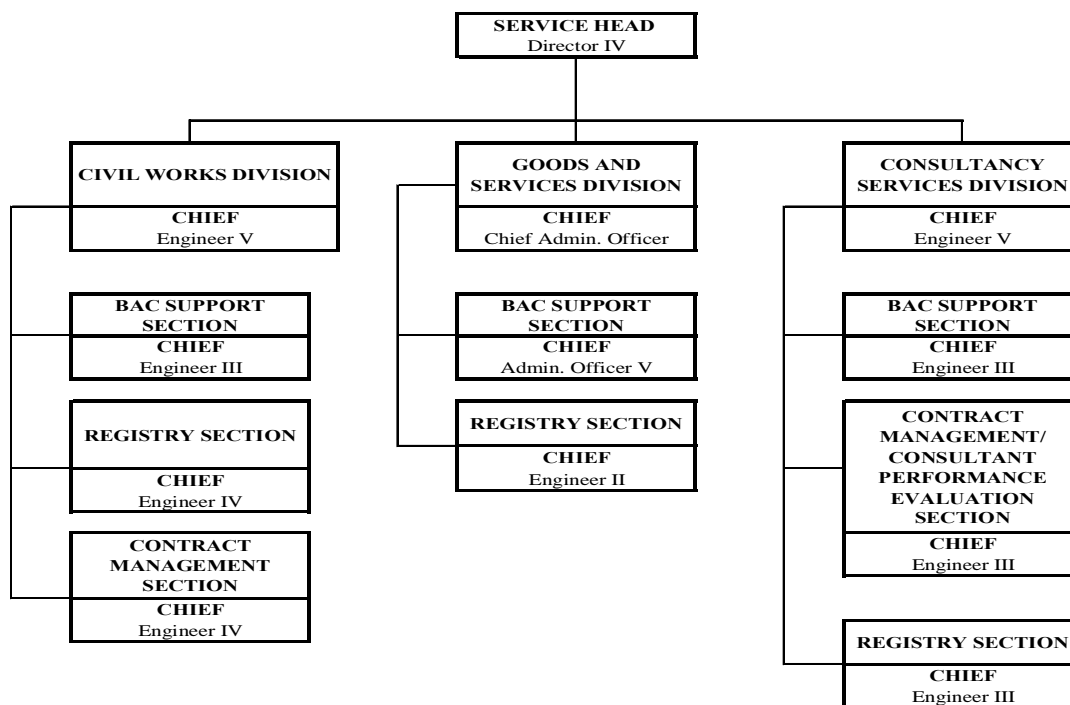 SERVICE HEAD
Director IV
CIVIL WORKS DIVISION
CHIEF
Engineer V
BAC SUPPORT
SECTION
CHIEF
Engineer III
REGISTRY SECTION
CHIEF
Engineer IV
CONTRACT
MANAGEMENT
SECTION
CHIEF
Engineer IV
GOODS AND
SERVICES DIVISION
CHIEF
Chief Admin. Officer
BAC SUPPORT
SECTION
CHIEF
Admin. Officer V
REGISTRY SECTION
CHIEF
Engineer II
CONSULTANCY
SERVICES DIVISION
CHIEF
Engineer V
BAC SUPPORT
SECTION
CHIEF
Engineer III
CONTRACT
MANAGEMENT/
CONSULTANT
PERFORMANCE
EVALUATION
SECTION
CHIEF
Engineer III
REGISTRY SECTION
CHIEF
Engineer III